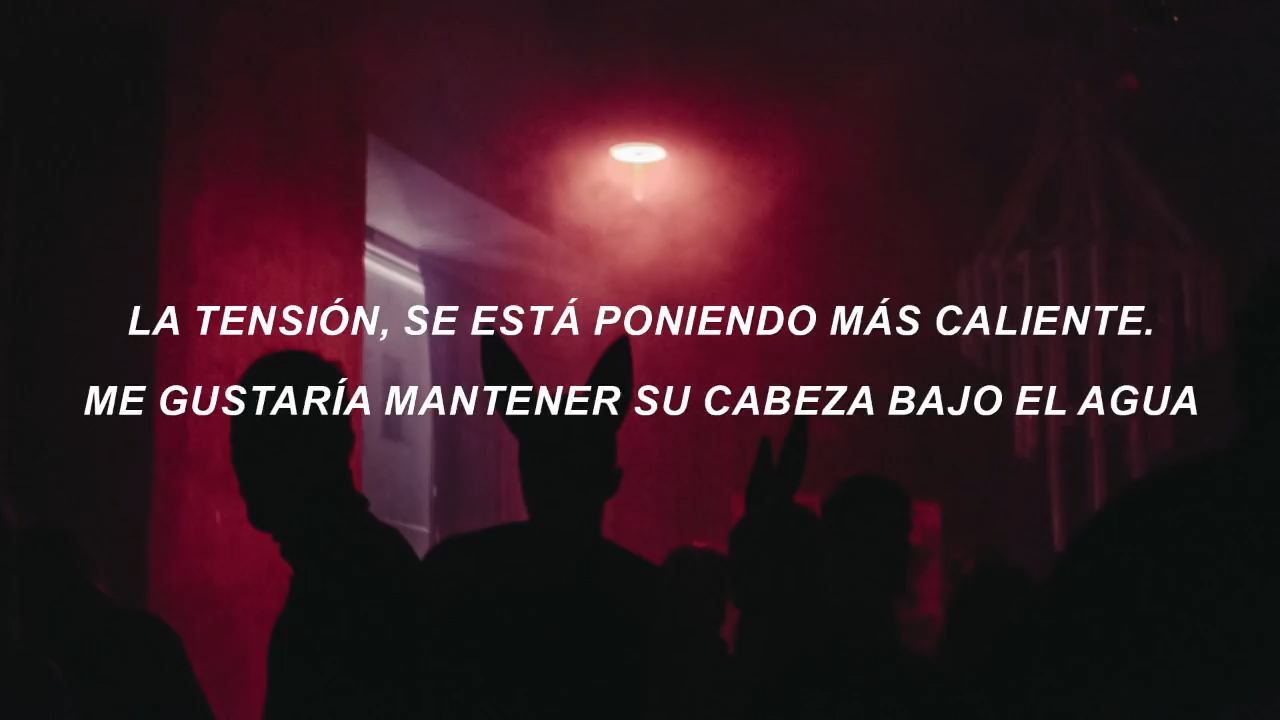 LA TENSIÓN, SE ESTÁ PONIENDO MÁS CALIENTE.
ME GUSTARÍA MANTENER SU CABEZA BAJO EL AGUA